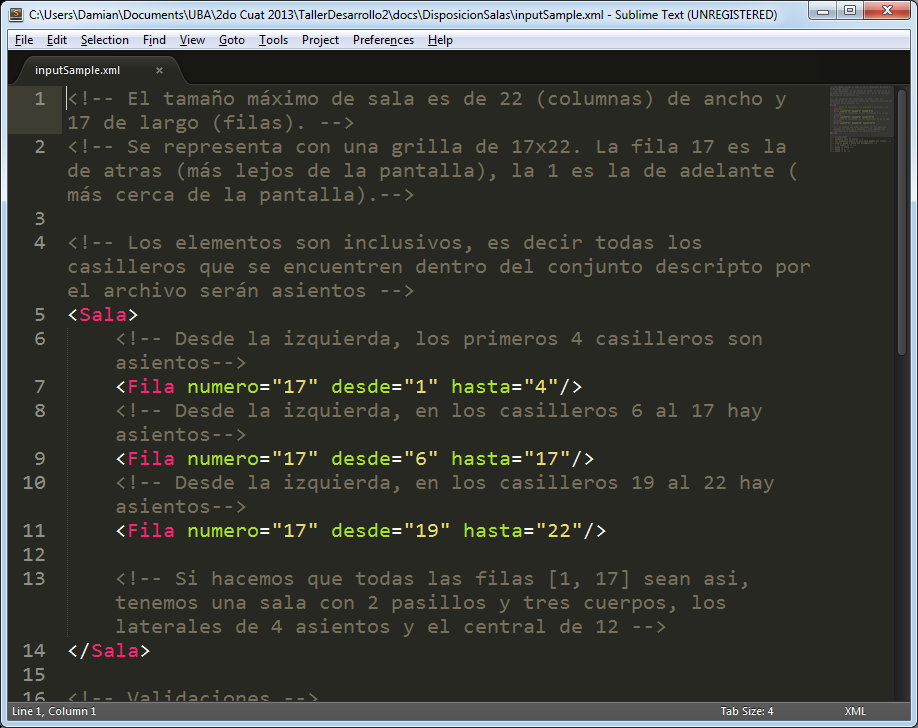 C:\Users\Damian\Documents\UBA\2do Cuat 2013\TallerDesarrollo2\docs\DisposicionSalas\inputSample.xml - Sublime Text (UNREGISTERED)
File Edit Selection Find View Goto Tools Project Preferences Help
inputSample.xml ×
1 <!-- El tamaño máximo de sala es de 22 (columnas) de ancho y
17 de largo (filas). -->
2 <!-- Se representa con una grilla de 17x22. La fila 17 es la
de atras (más lejos de la pantalla), la 1 es la de adelante (
más cerca de la pantalla).-->
3
4 <!-- Los elementos son inclusivos, es decir todas los
casilleros que se encuentren dentro del conjunto descripto por
el archivo serán asientos -->
5 <Sala>
6 <!-- Desde la izquierda, los primeros 4 casilleros son
asientos-->
7 <Fila numero="17" desde="1" hasta="4"/>
8 <!-- Desde la izquierda, en los casilleros 6 al 17 hay
asientos-->
9 <Fila numero="17" desde="6" hasta="17"/>
10 <!-- Desde la izquierda, en los casilleros 19 al 22 hay
asientos-->
11 <Fila numero="17" desde="19" hasta="22"/>
12
13 <!-- Si hacemos que todas las filas [1, 17] sean asi,
tenemos una sala con 2 pasillos y tres cuerpos, los
laterales de 4 asientos y el central de 12 -->
14 </Sala>
15
16 <!-- Validaciones -->
Line 1, Column 1 Tab Size: 4 XML